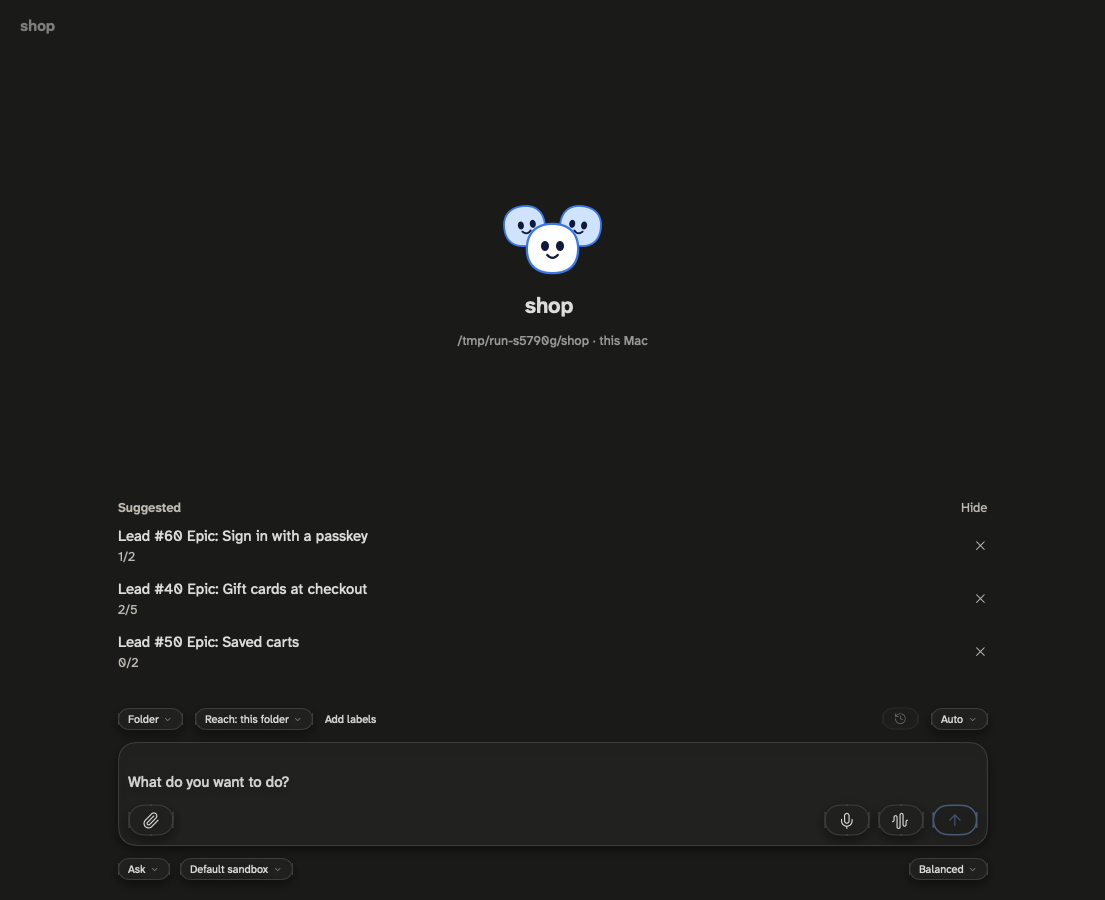 shop
shop
/tmp/run-s5790g/shop · this Mac
Suggested
Hide
Lead #60 Epic: Sign in with a passkey
1/2
Lead #40 Epic: Gift cards at checkout
2/5
Lead #50 Epic: Saved carts
0/2
Folder
Reach: this folder
Add labels
Auto
What do you want to do?
Ask
Default sandbox
Balanced